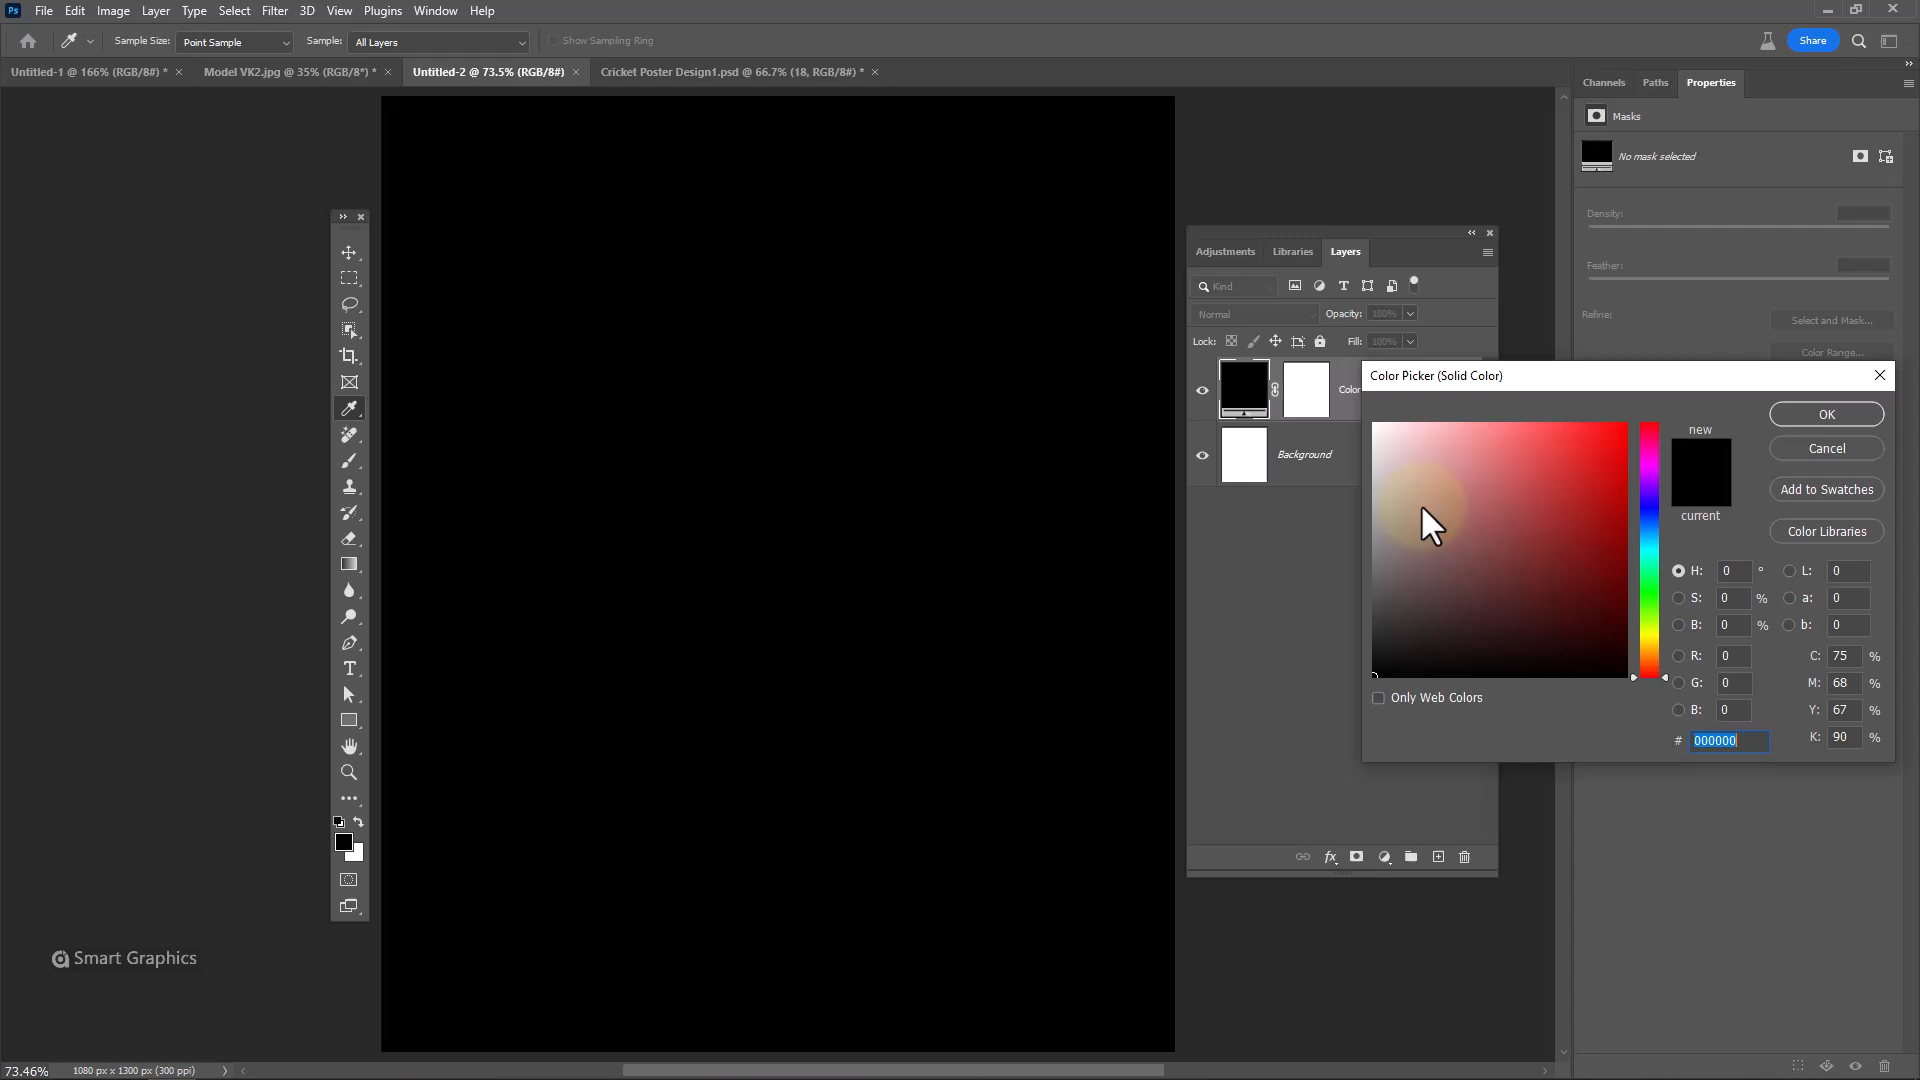 Ps File Edit Image Layer Type Select Filter 3D View Plugins Window Help
Sample Size: Point Sample Sample: All Layers Show Sampling Ring Share
Untitled-1 @ 166% (RGB/8#) * Model VK2.jpg @ 35% (RGB/8*) * Untitled-2 @ 73.5% (RGB/8#) Cricket Poster Design1.psd @ 66.7% (18, RGB/8#) *
Channels Paths Properties
Masks
No mask selected
Density:
Feather:
Refine:
Select and Mask...
Color Range...
Adjustments Libraries Layers
Kind
Normal Opacity: 100%
Lock: Fill: 100%
Color
Background
Color Picker (Solid Color)
new
current
OK
Cancel
Add to Swatches
Color Libraries
H: 0 ° L: 0
S: 0 % a: 0
B: 0 % b: 0
R: 0 C: 75 %
G: 0 M: 68 %
B: 0 Y: 67 %
# 000000 K: 90 %
Only Web Colors
Smart Graphics
73.46% 1080 px x 1300 px (300 ppi)